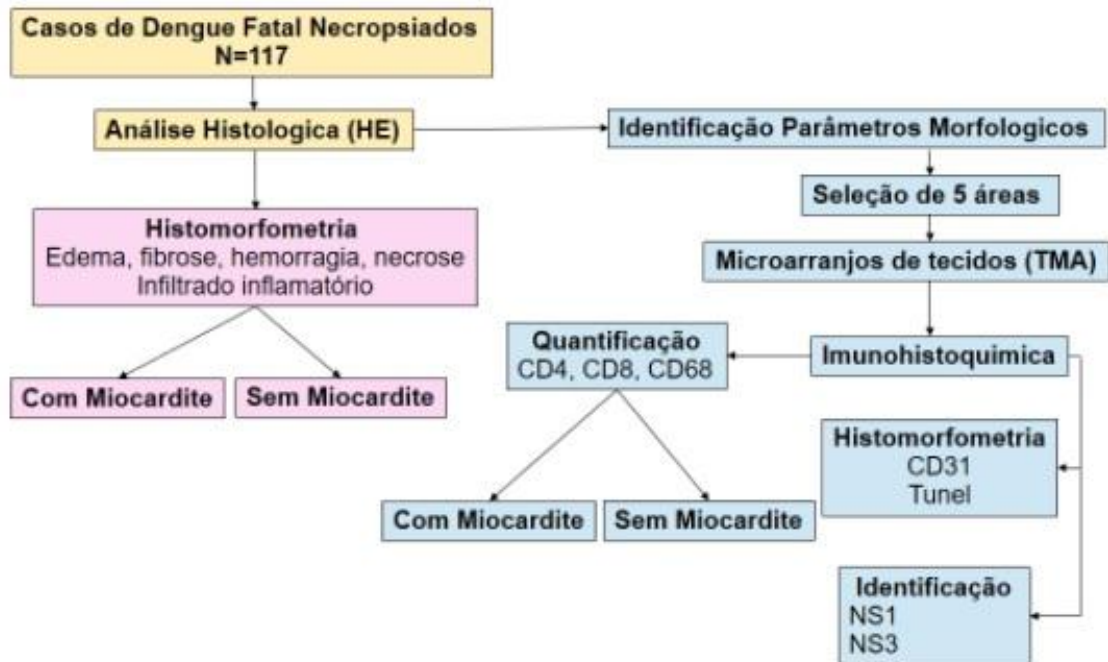 Casos de Dengue Fatal Necropsiados
N=117
Análise Histologica (HE)
Identificação Parâmetros Morfologicos
Seleção de 5 áreas
Histomorfometria
Edema, fibrose, hemorragia, necrose
Infiltrado inflamatório
Microarranjos de tecidos (TMA)
Quantificação
CD4, CD8, CD68
Imunohistoquimica
Com Miocardite
Sem Miocardite
Histomorfometria
CD31
Tunel
Com Miocardite
Sem Miocardite
Identificação
NS1
NS3